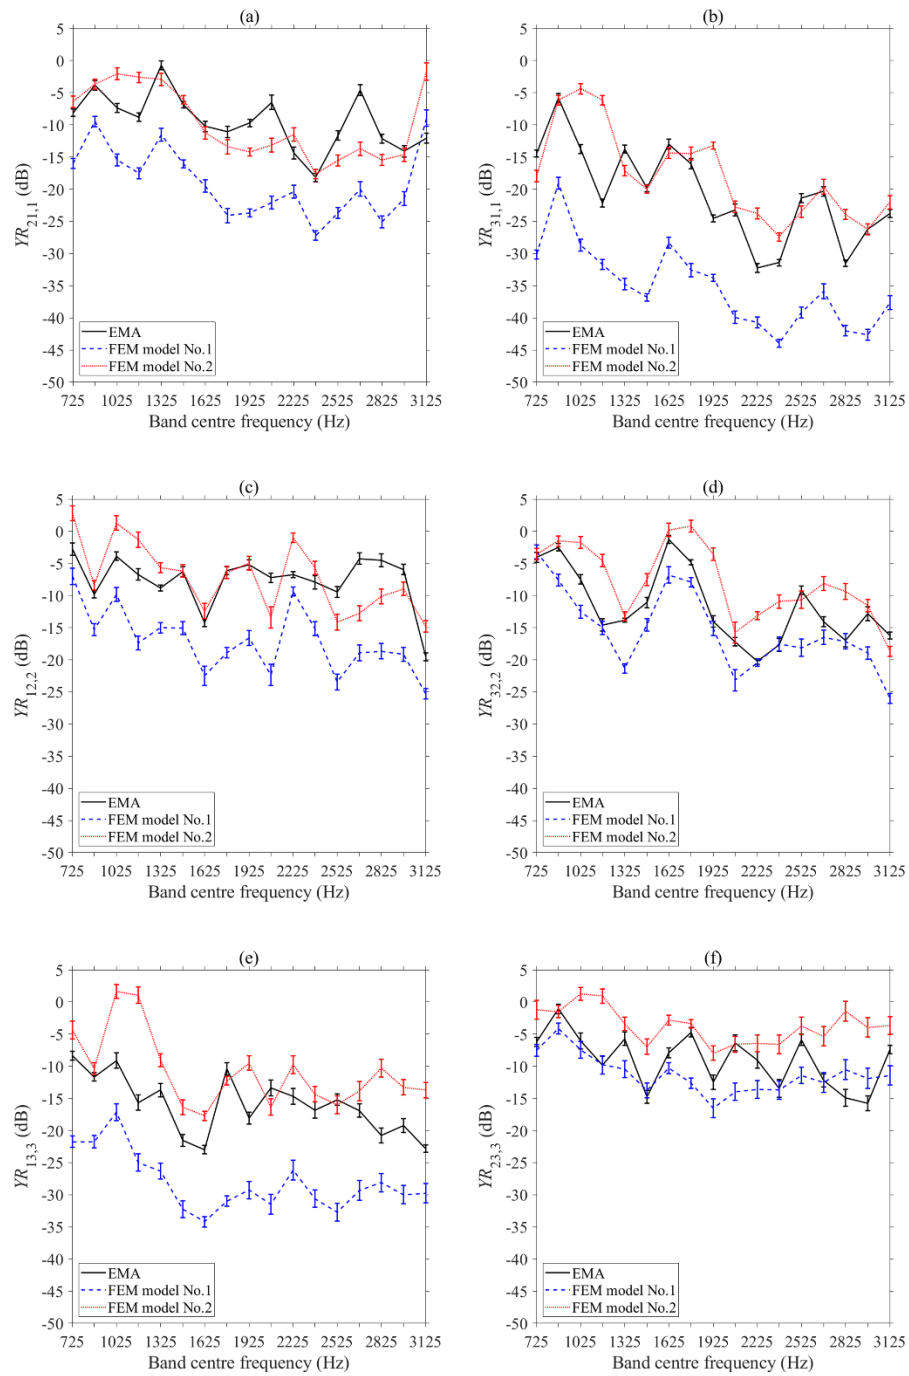 (a)
5
0
-5
-10
-15
-20
-25
-30
-35
-40
-45
-50
YR21,1 (dB)
EMA
FEM model No.1
FEM model No.2
725 1025 1325 1625 1925 2225 2525 2825 3125
Band centre frequency (Hz)
(b)
5
0
-5
-10
-15
-20
-25
-30
-35
-40
-45
-50
YR31,1 (dB)
EMA
FEM model No.1
FEM model No.2
725 1025 1325 1625 1925 2225 2525 2825 3125
Band centre frequency (Hz)
(c)
5
0
-5
-10
-15
-20
-25
-30
-35
-40
-45
-50
YR12,2 (dB)
EMA
FEM model No.1
FEM model No.2
725 1025 1325 1625 1925 2225 2525 2825 3125
Band centre frequency (Hz)
(d)
5
0
-5
-10
-15
-20
-25
-30
-35
-40
-45
-50
YR32,2 (dB)
EMA
FEM model No.1
FEM model No.2
725 1025 1325 1625 1925 2225 2525 2825 3125
Band centre frequency (Hz)
(e)
5
0
-5
-10
-15
-20
-25
-30
-35
-40
-45
-50
YR13,3 (dB)
EMA
FEM model No.1
FEM model No.2
725 1025 1325 1625 1925 2225 2525 2825 3125
Band centre frequency (Hz)
(f)
5
0
-5
-10
-15
-20
-25
-30
-35
-40
-45
-50
YR23,3 (dB)
EMA
FEM model No.1
FEM model No.2
725 1025 1325 1625 1925 2225 2525 2825 3125
Band centre frequency (Hz)